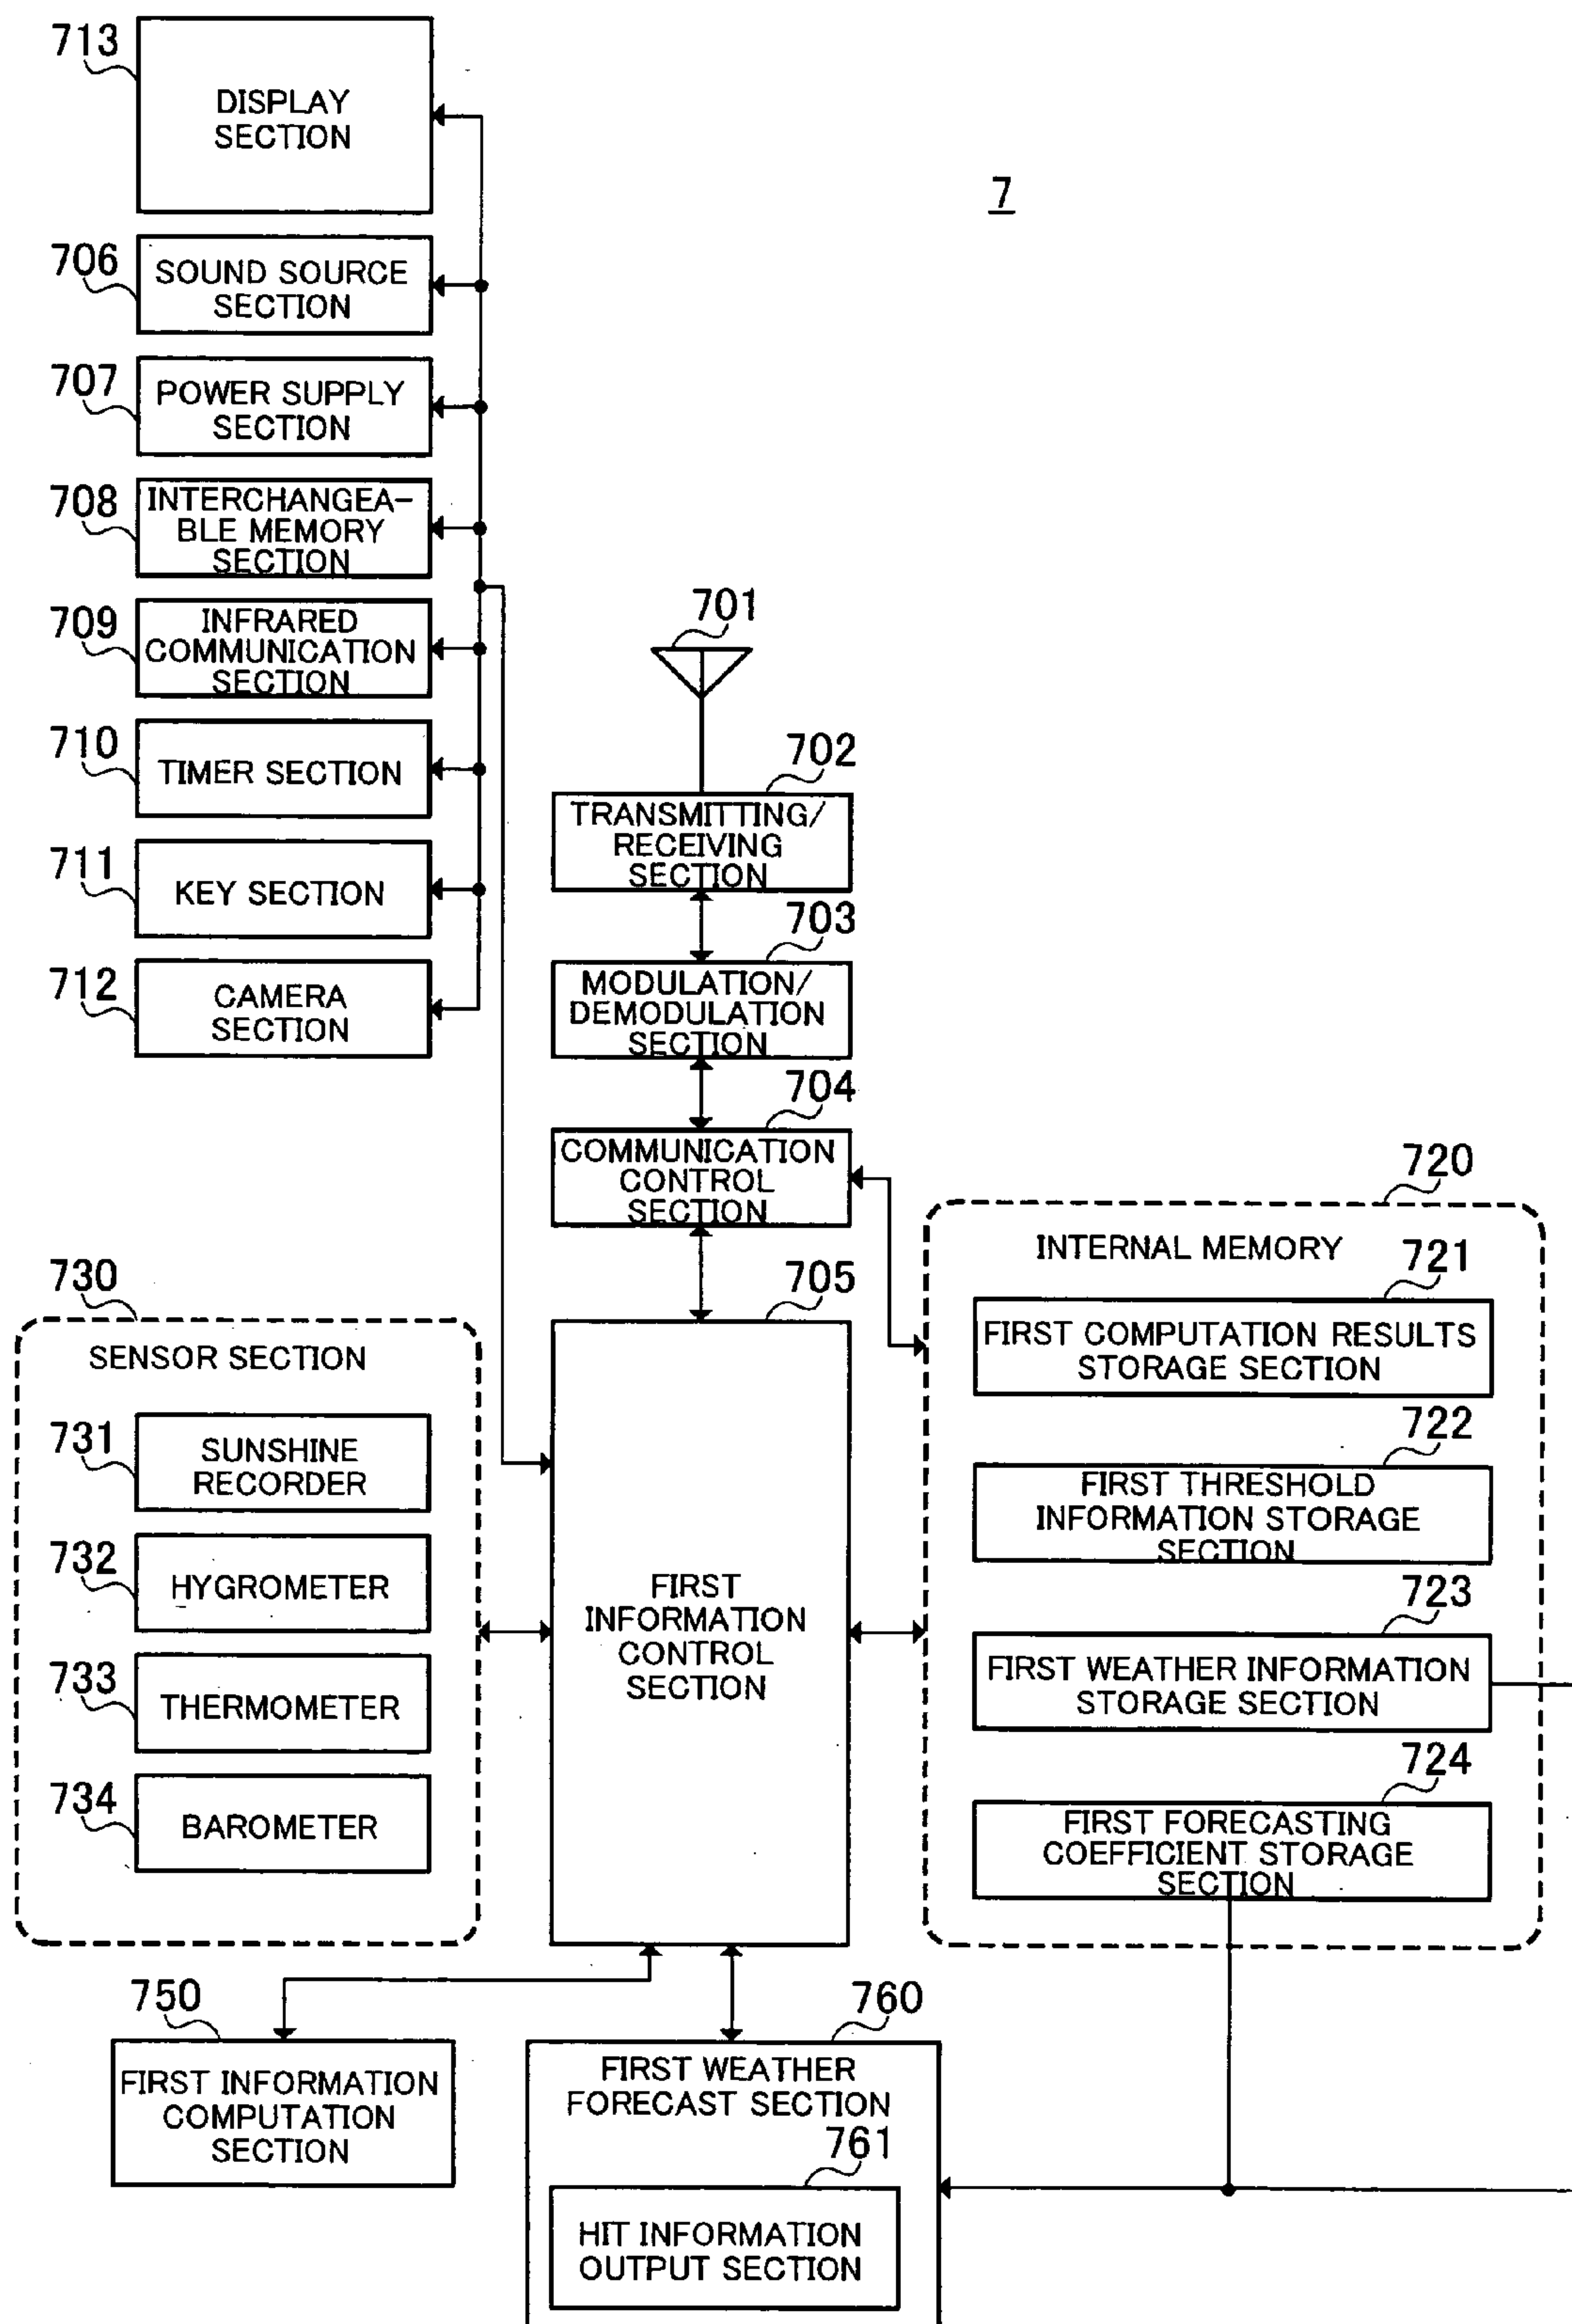 713
DISPLAY
SECTION
7
706
SOUND SOURCE
SECTION
707
POWER SUPPLY
SECTION
708
INTERCHANGEA-
BLE MEMORY
SECTION
709
INFRARED
COMMUNICATION
SECTION
710
TIMER SECTION
711
KEY SECTION
712
CAMERA
SECTION
701
702
TRANSMITTING/
RECEIVING
SECTION
703
MODULATION/
DEMODULATION
SECTION
704
COMMUNICATION
CONTROL
SECTION
705
FIRST
INFORMATION
CONTROL
SECTION
720
INTERNAL MEMORY
721
FIRST COMPUTATION RESULTS
STORAGE SECTION
722
FIRST THRESHOLD
INFORMATION STORAGE
SECTION
723
FIRST WEATHER INFORMATION
STORAGE SECTION
724
FIRST FORECASTING
COEFFICIENT STORAGE
SECTION
730
SENSOR SECTION
731
SUNSHINE
RECORDER
732
HYGROMETER
733
THERMOMETER
734
BAROMETER
750
FIRST INFORMATION
COMPUTATION
SECTION
760
FIRST WEATHER
FORECAST SECTION
761
HIT INFORMATION
OUTPUT SECTION